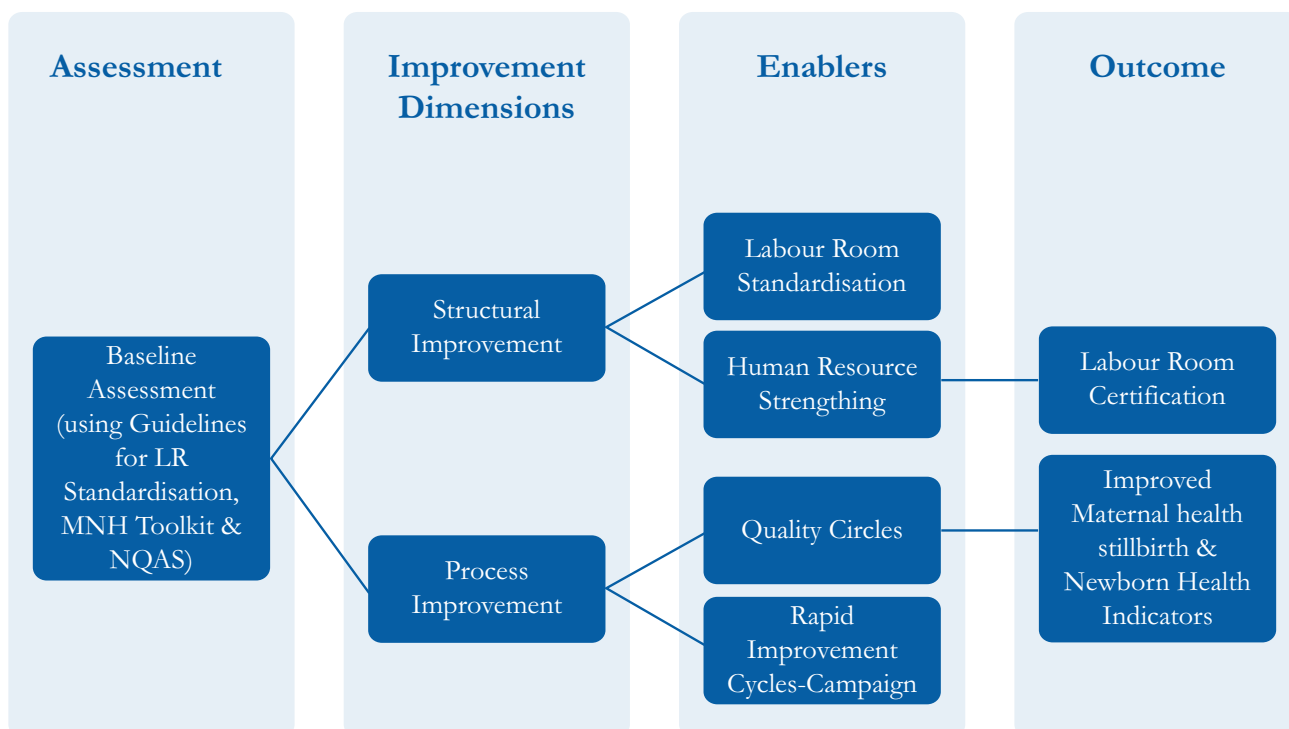 Assessment
Improvement
Dimensions
Enablers
Outcome
Baseline
Assessment
(using Guidelines
for LR
Standardisation,
MNH Toolkit &
NQAS)
Structural
Improvement
Process
Improvement
Labour Room
Standardisation
Human Resource
Strengthing
Quality Circles
Rapid
Improvement
Cycles-Campaign
Labour Room
Certification
Improved
Maternal health
stillbirth &
Newborn Health
Indicators